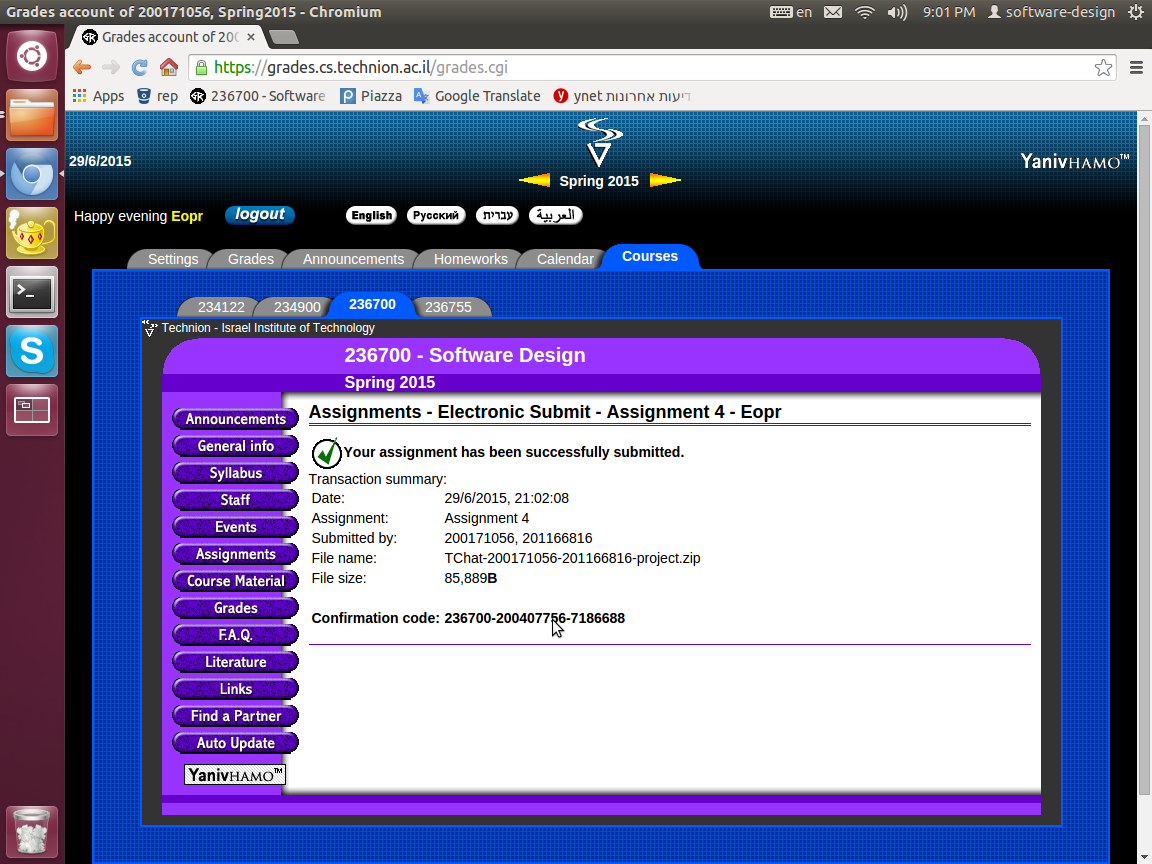 Grades account of 200171056, Spring2015 - Chromium
en
9:01 PM
software-design
Grades account of 200
https://grades.cs.technion.ac.il/grades.cgi
Apps
rep
236700 - Software
Piazza
Google Translate
ynet דיעות אחרונות
29/6/2015
Spring 2015
YanivHAMO™
Happy evening Eopr
logout
English
Русский
עברית
العربية
Settings
Grades
Announcements
Homeworks
Calendar
Courses
234122
234900
236700
236755
Technion - Israel Institute of Technology
236700 - Software Design
Spring 2015
Announcements
General info
Syllabus
Staff
Events
Assignments
Course Material
Grades
F.A.Q.
Literature
Links
Find a Partner
Auto Update
YanivHAMO™
Assignments - Electronic Submit - Assignment 4 - Eopr
Your assignment has been successfully submitted.
Transaction summary:
Date: 29/6/2015, 21:02:08
Assignment: Assignment 4
Submitted by: 200171056, 201166816
File name: TChat-200171056-201166816-project.zip
File size: 85,889B
Confirmation code: 236700-200407756-7186688